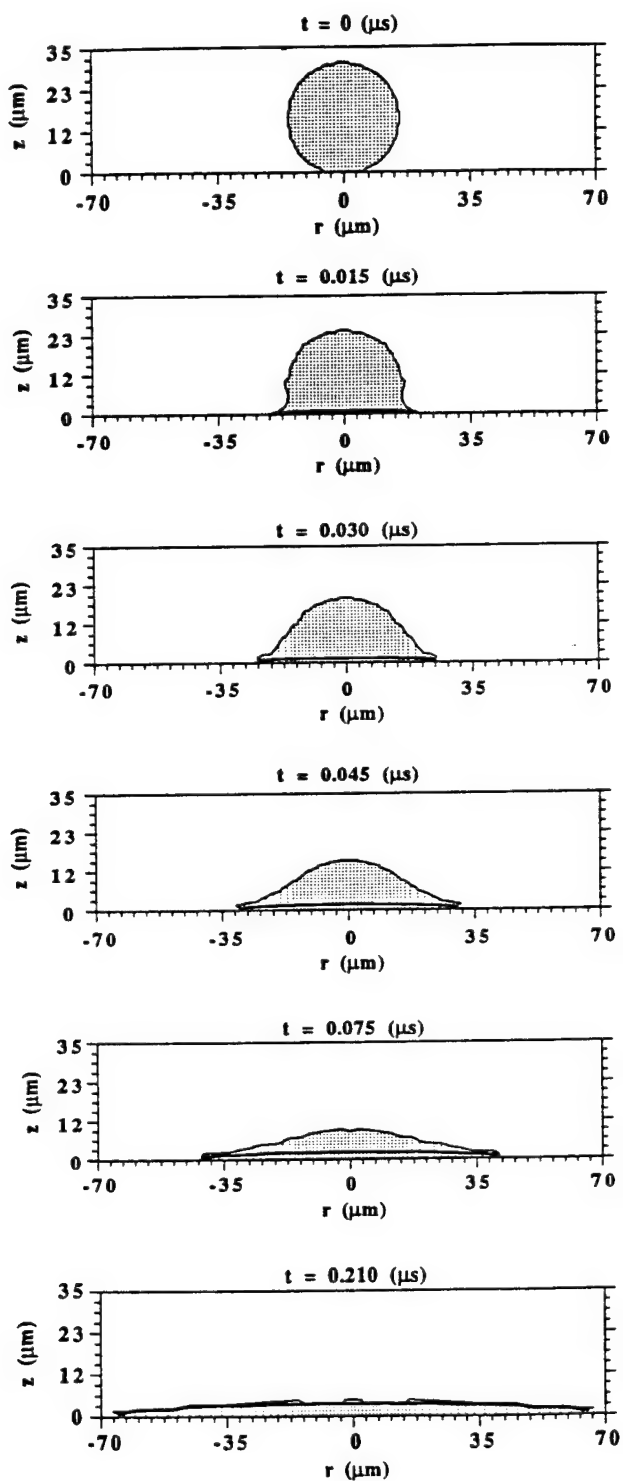 t = 0 (µs)
35
23
12
0
z (µm)
-70 -35 0 35 70
r (µm)
t = 0.015 (µs)
35
23
12
0
z (µm)
-70 -35 0 35 70
r (µm)
t = 0.030 (µs)
35
23
12
0
z (µm)
-70 -35 0 35 70
r (µm)
t = 0.045 (µs)
35
23
12
0
z (µm)
-70 -35 0 35 70
r (µm)
t = 0.075 (µs)
35
23
12
0
z (µm)
-70 -35 0 35 70
r (µm)
t = 0.210 (µs)
35
23
12
0
z (µm)
-70 -35 0 35 70
r (µm)